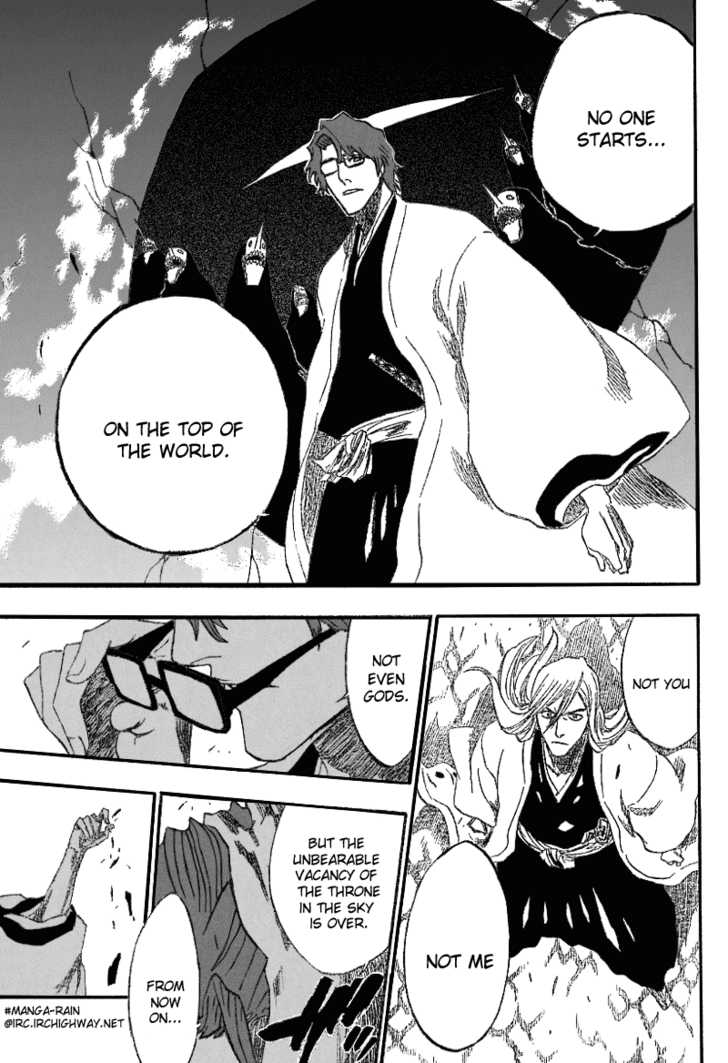 NO ONE
STARTS...
ON THE TOP OF
THE WORLD.
NOT YOU
NOT ME
NOT
EVEN
GODS.
BUT THE
UNBEARABLE
VACANCY OF
THE THRONE
IN THE SKY
IS OVER.
FROM
NOW
ON...
#MANGA-RAIN
@IRC.IRCHIGHWAY.NET